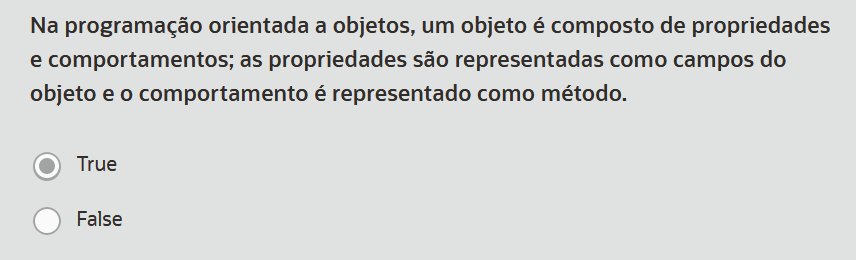 Na programação orientada a objetos, um objeto é composto de propriedades
e comportamentos; as propriedades são representadas como campos do
objeto e o comportamento é representado como método.
True
False